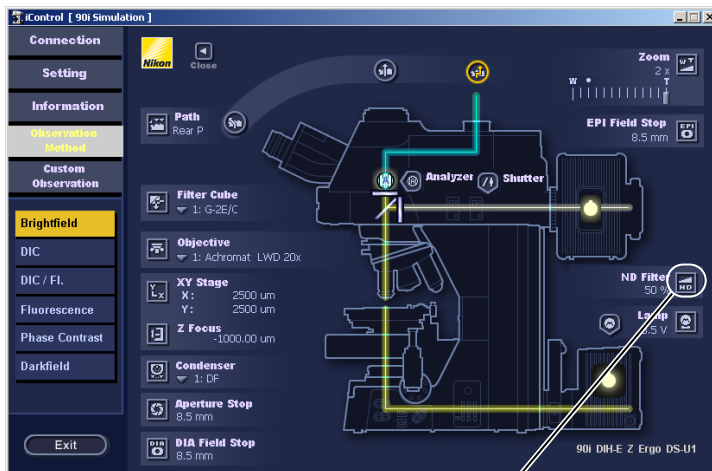 iControl [ 90i Simulation ]
Connection
Setting
Information
Observation
Method
Custom
Observation
Brightfield
DIC
DIC / Fl.
Fluorescence
Phase Contrast
Darkfield
Exit
Nikon
Close
Path
Rear P
Filter Cube
1: G-2E/C
Objective
1: Achromat LWD 20x
XY Stage
X: 2500 um
Y: 2500 um
Z Focus
-1000.00 um
Condenser
1: DF
Aperture Stop
8.5 mm
DIA
DIA Field Stop
8.5 mm
A
Analyzer
Shutter
Zoom
2 x
W T
W T
EPI Field Stop
8.5 mm
EPI
ND Filter
50 %
ND
Lamp
.5 V
90i DIH-E Z Ergo DS-U1